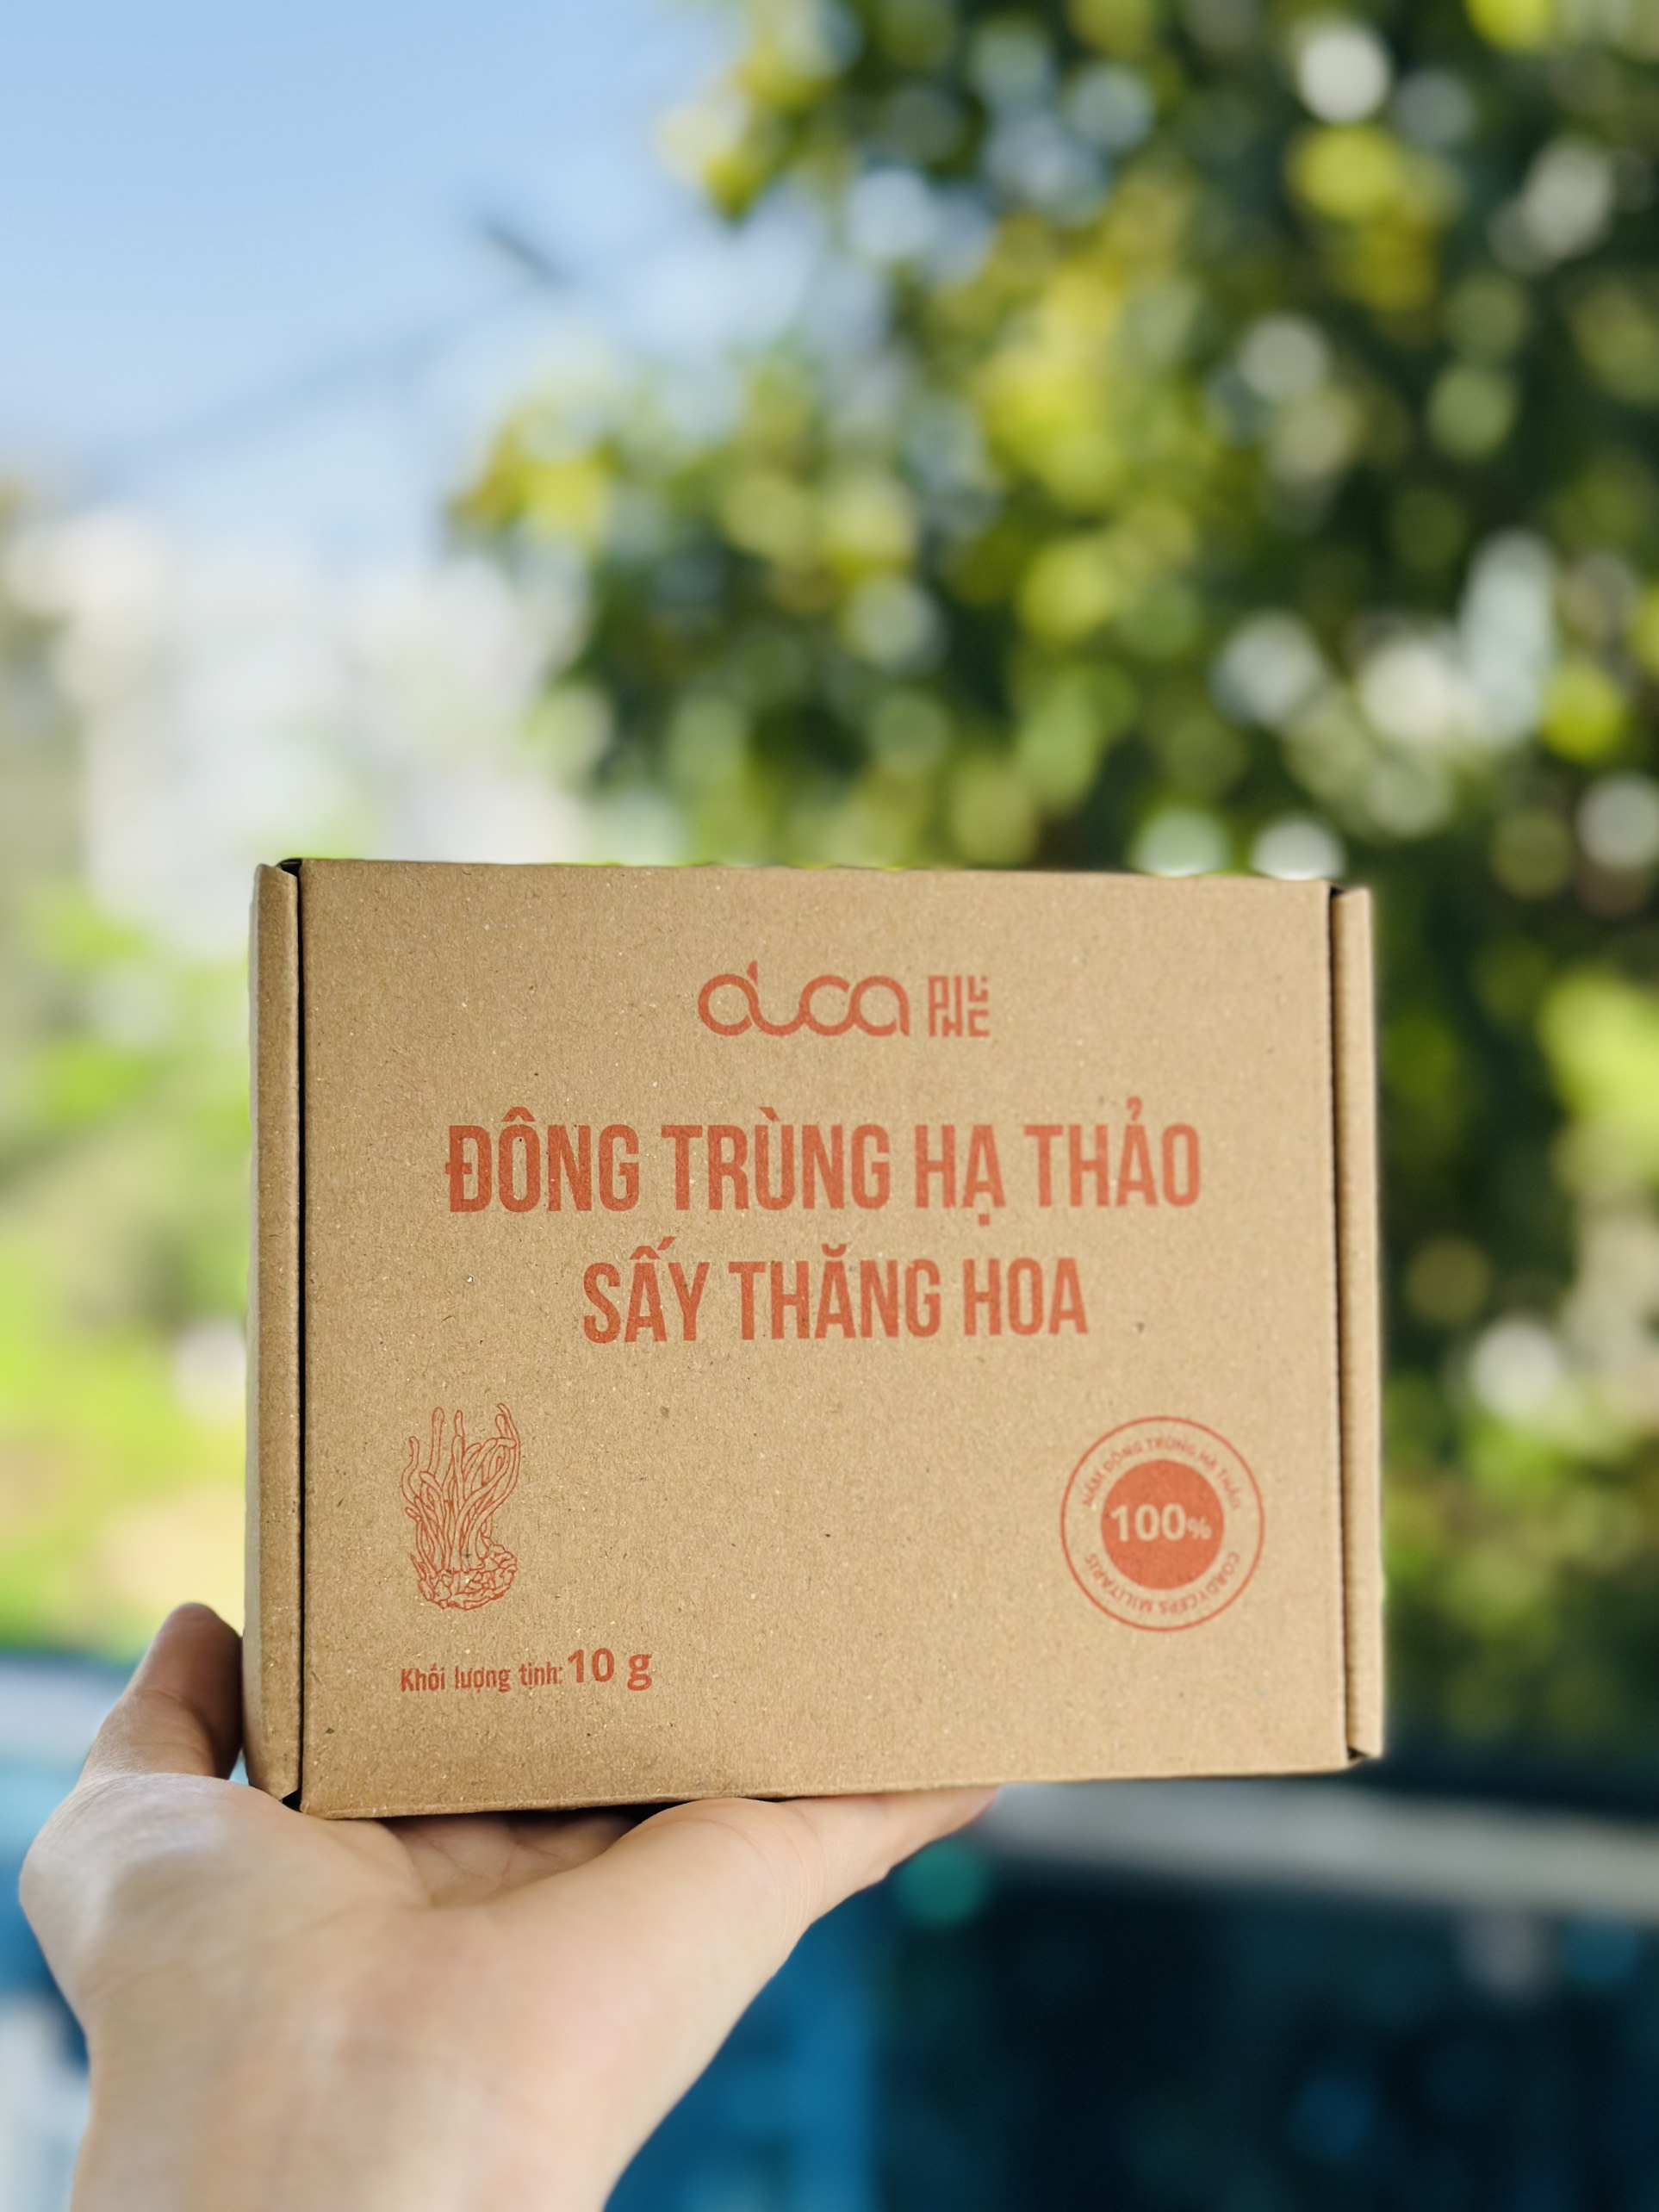 ĐÔNG TRÙNG HẠ THẢO
SẤY THĂNG HOA
NẤM ĐÔNG TRÙNG HẠ THẢO
100%
CORDYCEPS MILITARIS
Khối lượng tịnh: 10 g